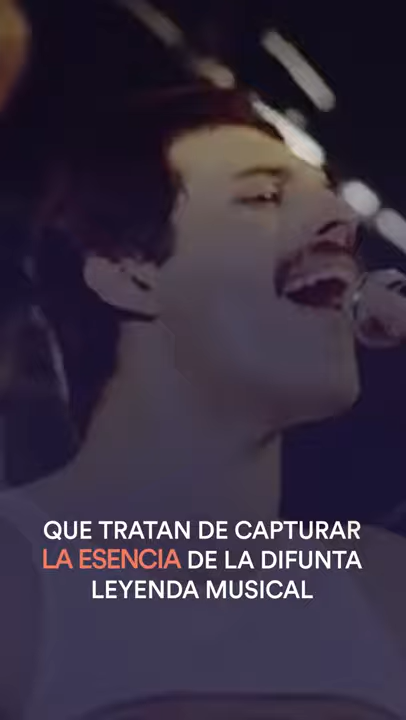 QUE TRATAN DE CAPTURAR
LA ESENCIA DE LA DIFUNTA
LEYENDA MUSICAL